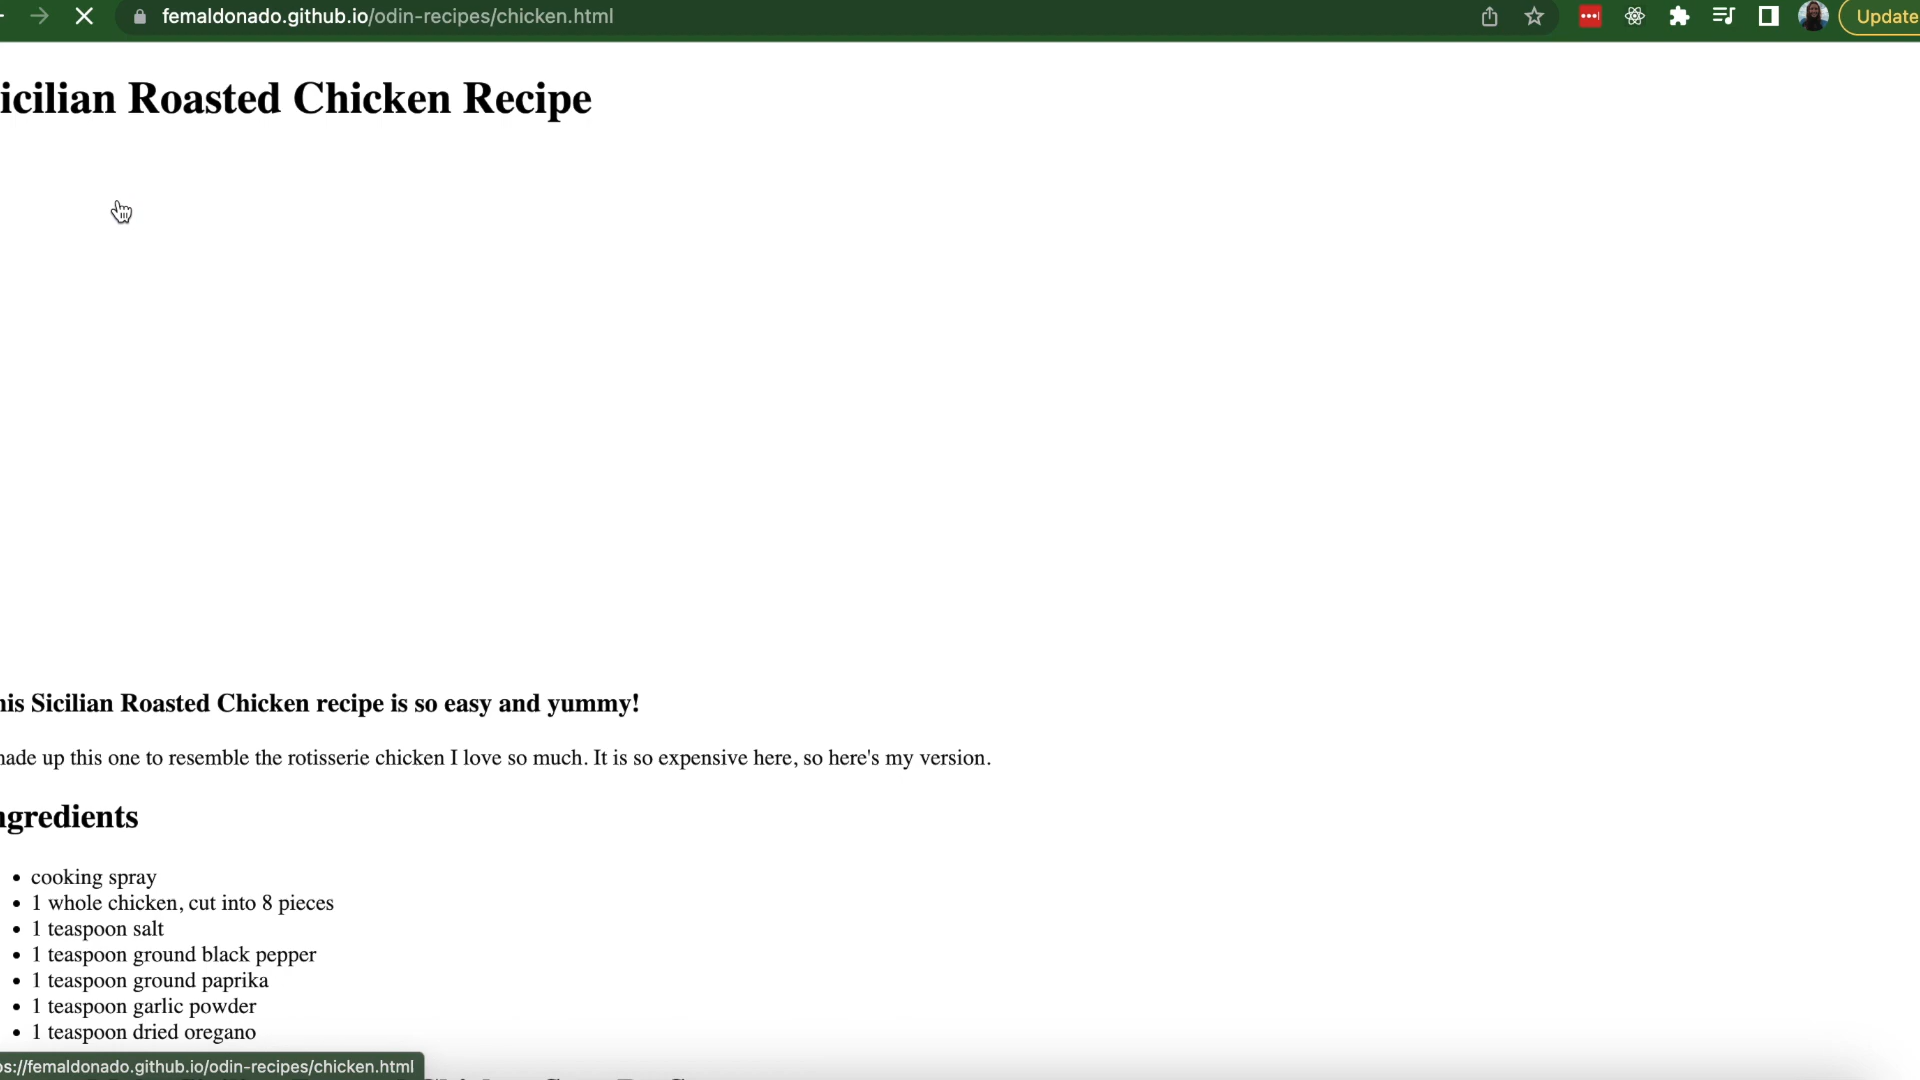 femaldonado.github.io/odin-recipes/chicken.html
Update
icilian Roasted Chicken Recipe
his Sicilian Roasted Chicken recipe is so easy and yummy!
made up this one to resemble the rotisserie chicken I love so much. It is so expensive here, so here's my version.
ngredients
• cooking spray
• 1 whole chicken, cut into 8 pieces
• 1 teaspoon salt
• 1 teaspoon ground black pepper
• 1 teaspoon ground paprika
• 1 teaspoon garlic powder
• 1 teaspoon dried oregano
ps://femaldonado.github.io/odin-recipes/chicken.html